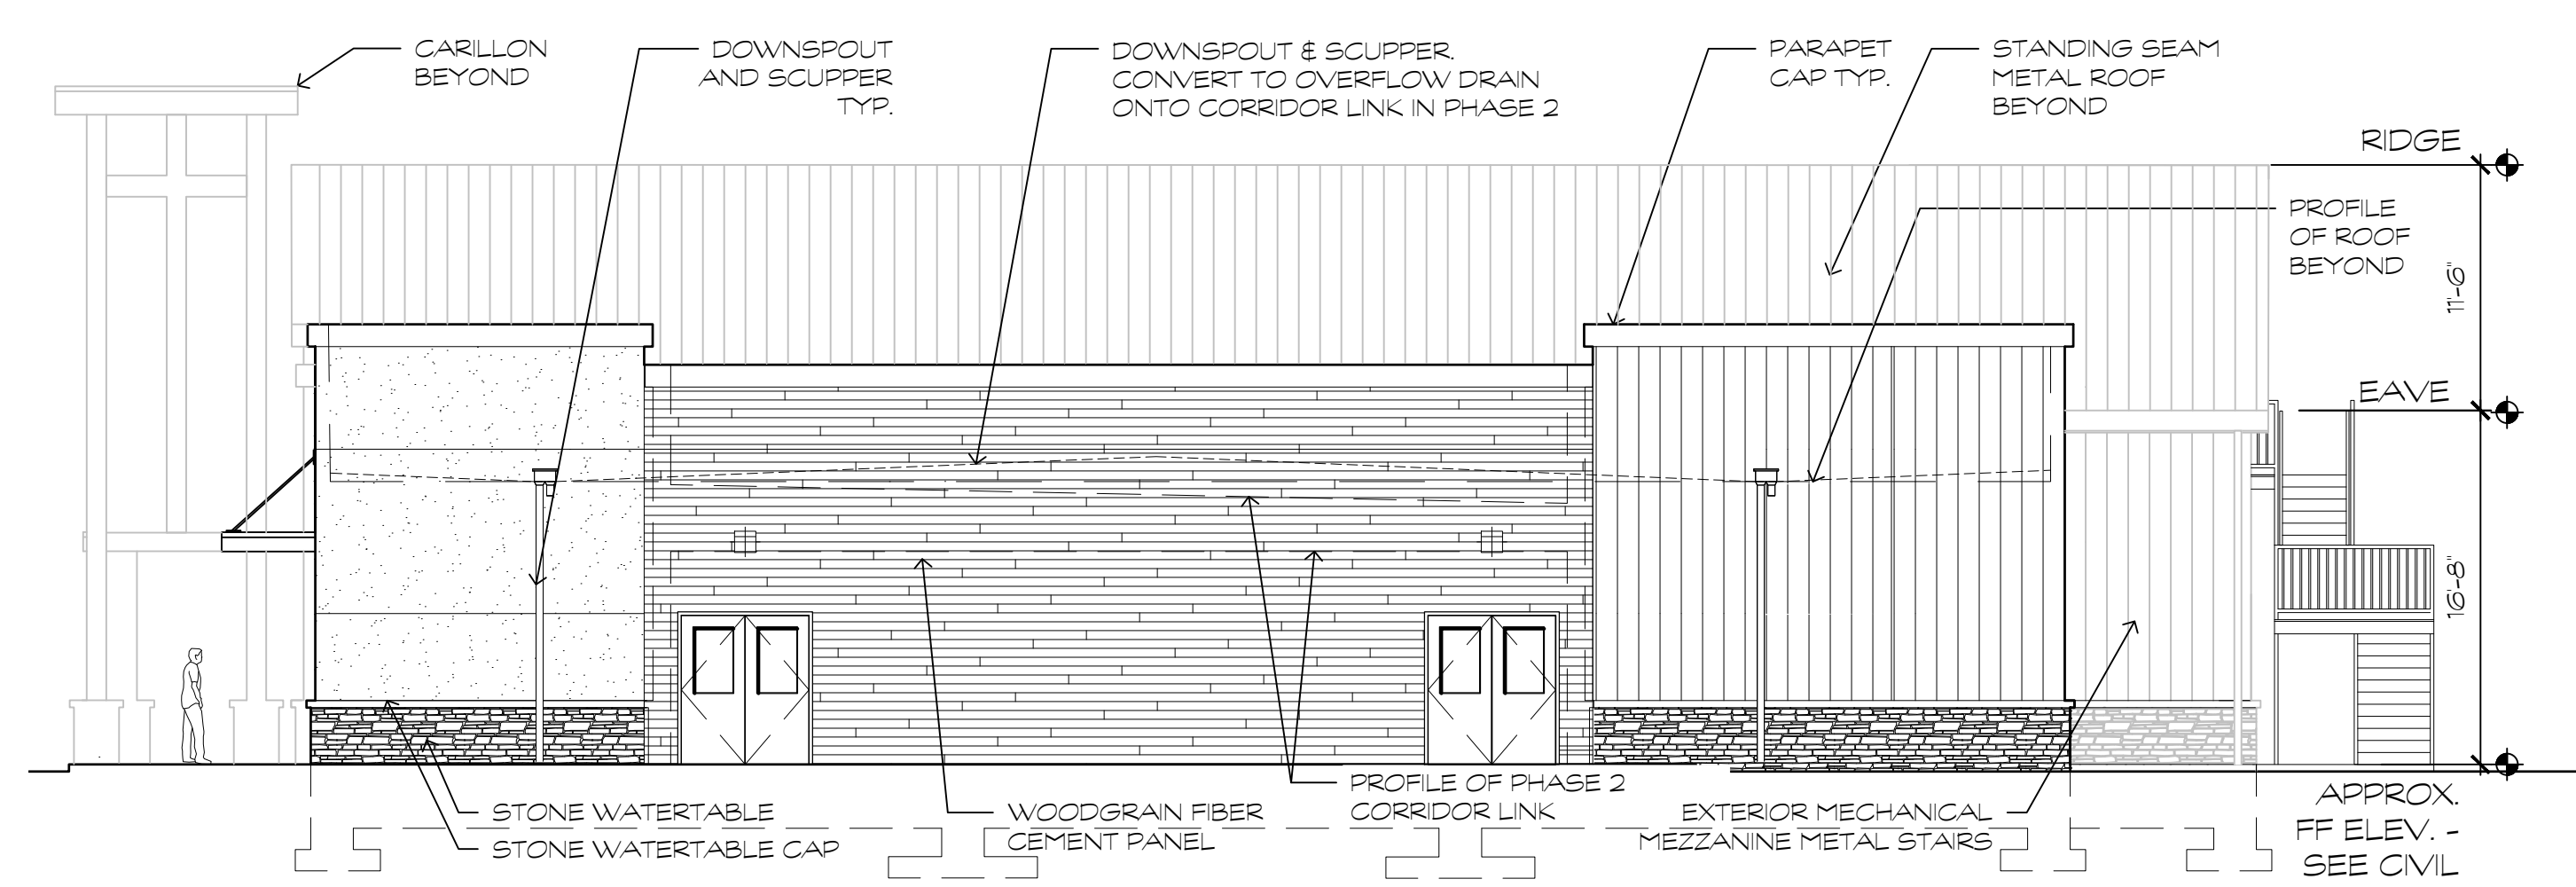 CARILLON
BEYOND
DOWNSPOUT
AND SCUPPER
TYP.
DOWNSPOUT & SCUPPER.
CONVERT TO OVERFLOW DRAIN
ONTO CORRIDOR LINK IN PHASE 2
PARAPET
CAP TYP.
STANDING SEAM
METAL ROOF
BEYOND
RIDGE
PROFILE
OF ROOF
BEYOND
11'-6"
EAVE
16'-8"
STONE WATERTABLE
STONE WATERTABLE CAP
WOODGRAIN FIBER
CEMENT PANEL
PROFILE OF PHASE 2
CORRIDOR LINK
EXTERIOR MECHANICAL
MEZZANINE METAL STAIRS
APPROX.
FF ELEV. -
SEE CIVIL